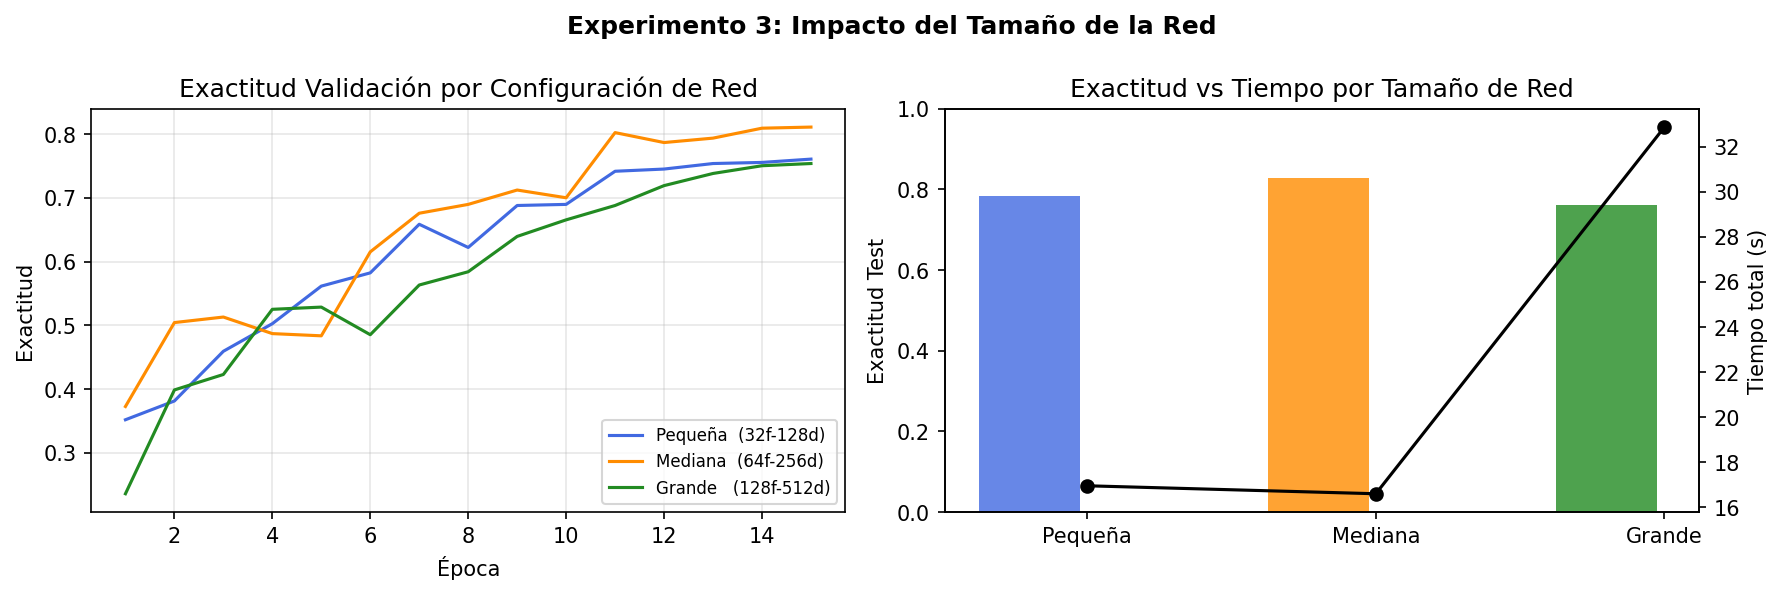 Experimento 3: Impacto del Tamaño de la Red
Exactitud Validación por Configuración de Red
Exactitud
0.8
0.7
0.6
0.5
0.4
0.3
2 4 6 8 10 12 14
Época
Pequeña (32f-128d)
Mediana (64f-256d)
Grande (128f-512d)
Exactitud vs Tiempo por Tamaño de Red
Exactitud Test
1.0
0.8
0.6
0.4
0.2
0.0
Pequeña Mediana Grande
32
30
28
26
24
22
20
18
16
Tiempo total (s)